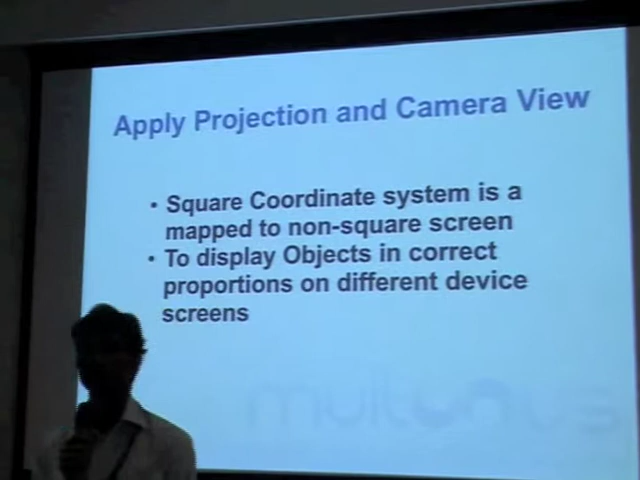 Apply Projection and Camera View
• Square Coordinate system is a
mapped to non-square screen
• To display Objects in correct
proportions on different device
screens